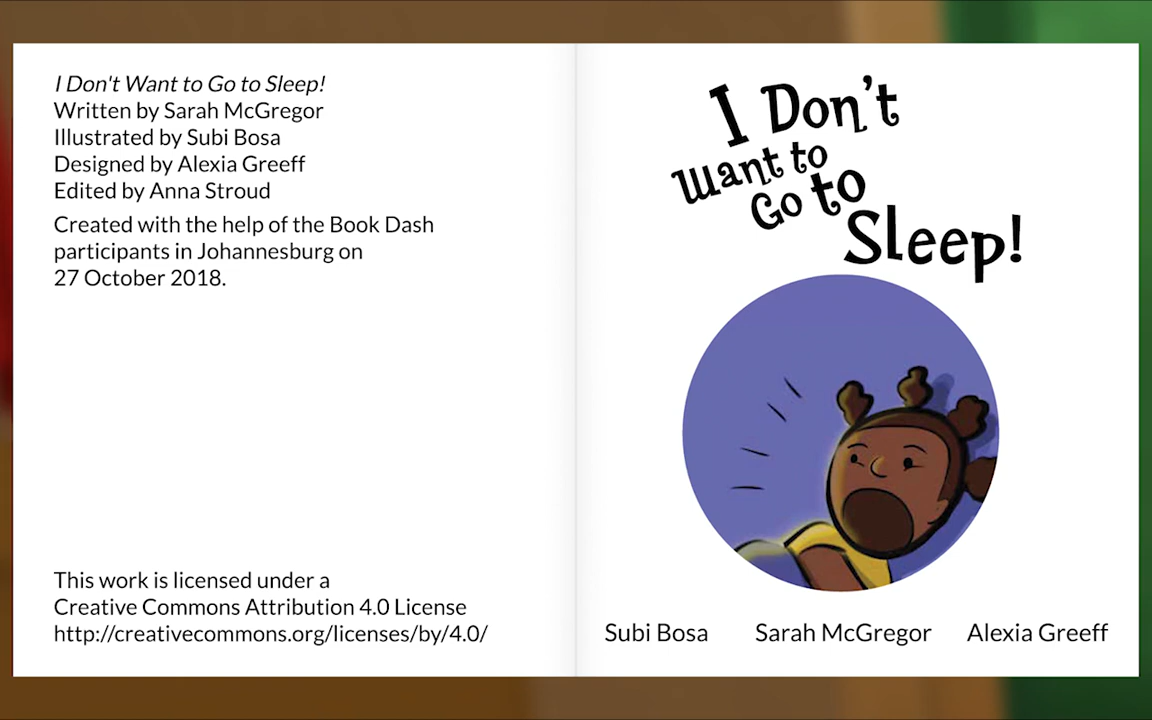 I Don't Want to Go to Sleep!
Written by Sarah McGregor
Illustrated by Subi Bosa
Designed by Alexia Greeff
Edited by Anna Stroud
Created with the help of the Book Dash
participants in Johannesburg on
27 October 2018.
This work is licensed under a
Creative Commons Attribution 4.0 License
http://creativecommons.org/licenses/by/4.0/
I Don't
Want to
Go to
Sleep!
Subi Bosa Sarah McGregor Alexia Greeff